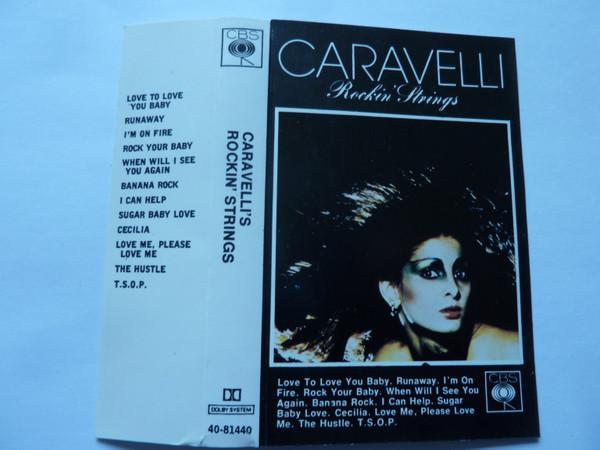 CBS
LOVE TO LOVE
YOU BABY
RUNAWAY
I'M ON FIRE
ROCK YOUR BABY
WHEN WILL I SEE
YOU AGAIN
BANANA ROCK
I CAN HELP
SUGAR BABY LOVE
CECILIA
LOVE ME, PLEASE
LOVE ME
THE HUSTLE
T.S.O.P.
CARAVELLI'S
ROCKIN' STRINGS
DOLBY SYSTEM
40-81440
CARAVELLI
Rockin' Strings
Love To Love You Baby. Runaway. I'm On
Fire. Rock Your Baby. When Will I See You
Again. Banana Rock. I Can Help. Sugar
Baby Love. Cecilia. Love Me, Please Love
Me. The Hustle. T.S.O.P.
CBS